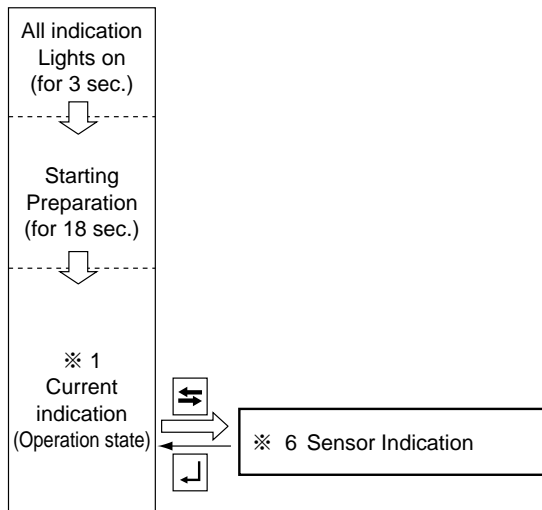 All indication
Lights on
(for 3 sec.)
Starting
Preparation
(for 18 sec.)
※ 1
Current
indication
(Operation state)
※ 6 Sensor Indication